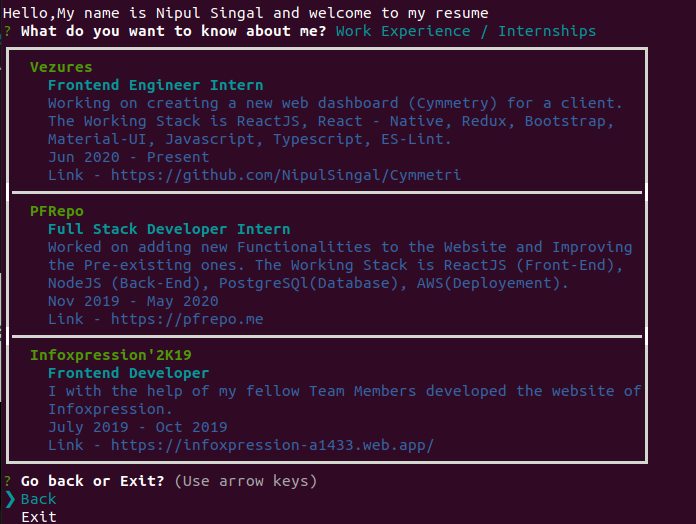 Hello,My name is Nipul Singal and welcome to my resume
? What do you want to know about me? Work Experience / Internships
Vezures
Frontend Engineer Intern
Working on creating a new web dashboard (Cymmetry) for a client.
The Working Stack is ReactJS, React - Native, Redux, Bootstrap,
Material-UI, Javascript, Typescript, ES-Lint.
Jun 2020 - Present
Link - https://github.com/NipulSingal/Cymmetri
PFRepo
Full Stack Developer Intern
Worked on adding new Functionalities to the Website and Improving
the Pre-existing ones. The Working Stack is ReactJS (Front-End),
NodeJS (Back-End), PostgreSQl(Database), AWS(Deployement).
Nov 2019 - May 2020
Link - https://pfrepo.me
Infoxpression'2K19
Frontend Developer
I with the help of my fellow Team Members developed the website of
Infoxpression.
July 2019 - Oct 2019
Link - https://infoxpression-a1433.web.app/
? Go back or Exit? (Use arrow keys)
❯ Back
Exit